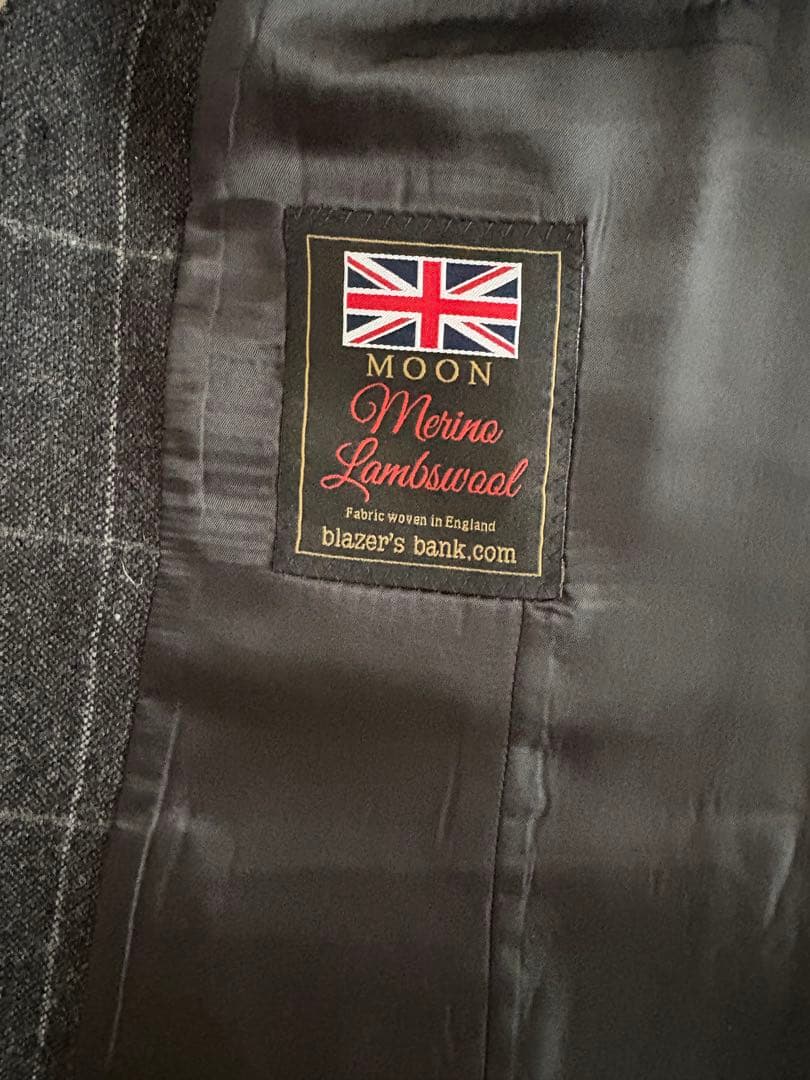 MOON
Merino
Lambswool
Fabric woven in England
blazer's bank.com